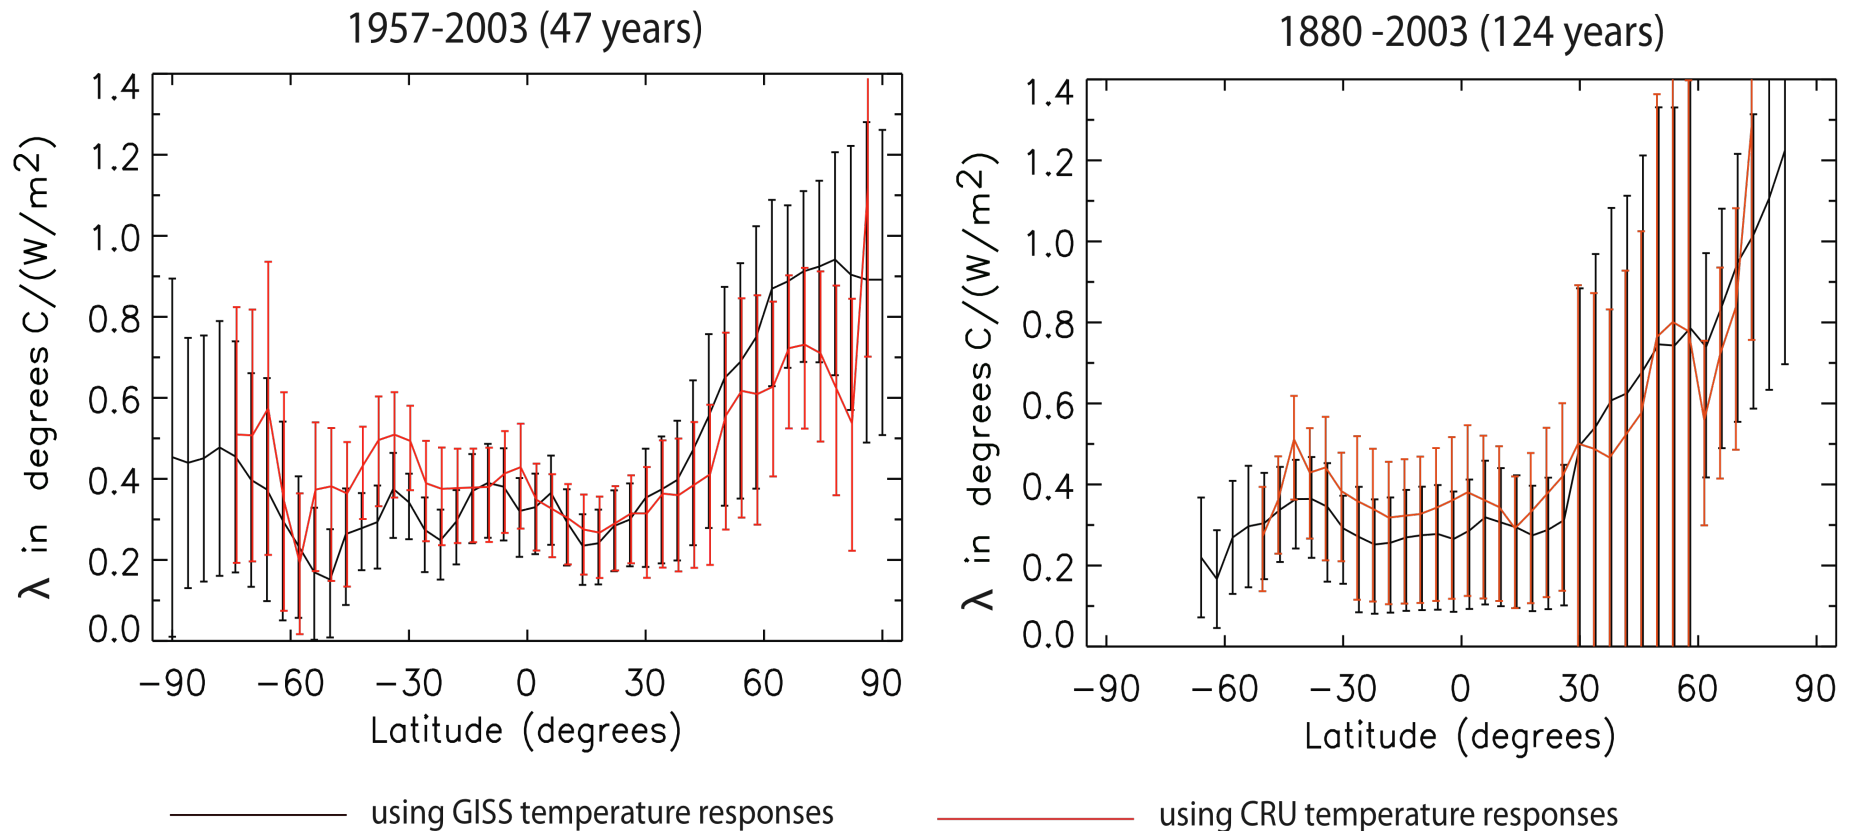 1957-2003 (47 years)
1.4
1.2
1.0
0.8
0.6
0.4
0.2
0.0
λ in degrees C/(W/m2)
−90 −60 −30 0 30 60 90
Latitude (degrees)
1880 -2003 (124 years)
1.4
1.2
1.0
0.8
0.6
0.4
0.2
0.0
λ in degrees C/(W/m2)
−90 −60 −30 0 30 60 90
Latitude (degrees)
using GISS temperature responses
using CRU temperature responses